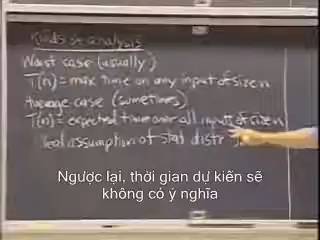 Kinds of analysis
Worst case (usually)
T(n) = max time on any input of size n
Average case (sometimes)
T(n) = expected time over all inputs of size n
assumption of stat distr
Ngược lại, thời gian dự kiến sẽ
không có ý nghĩa